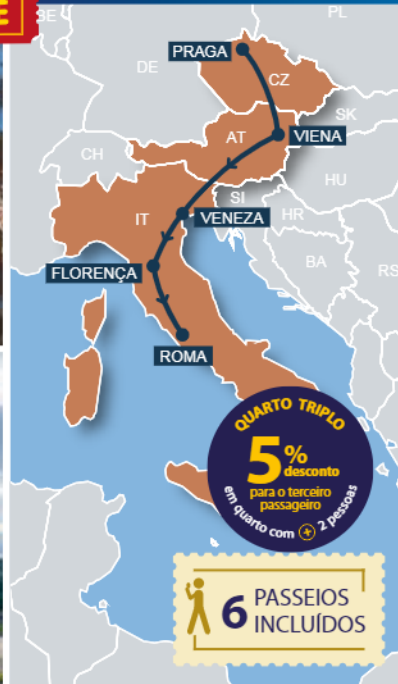 BE
PL
PRAGA
DE
CZ
SK
AT
VIENA
CH
HU
SI
IT
VENEZA
HR
FLORENÇA
BA
RS
ROMA
QUARTO TRIPLO
5%
desconto
para o terceiro
passageiro
em quarto com + 2 pessoas
6 PASSEIOS
INCLUÍDOS